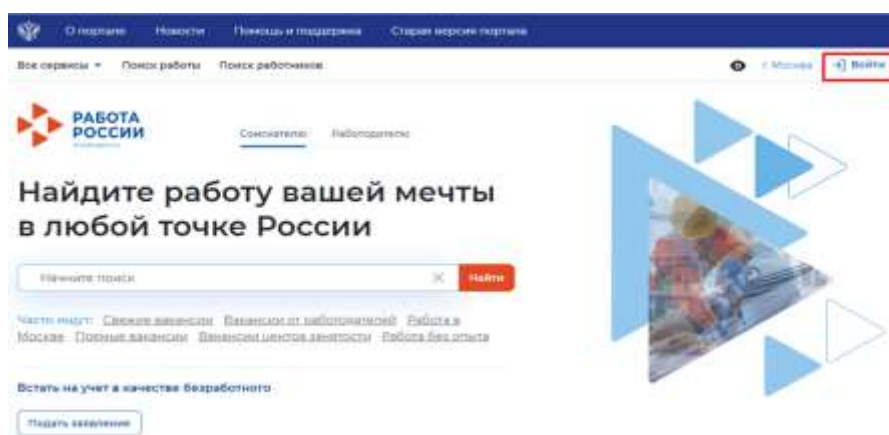 О портале Новости Помощь и поддержка Старая версия портала
Все сервисы Поиск работы Поиск работников г. Москва Войти
РАБОТА
РОССИИ
Соискателю Работодателю
Найдите работу вашей мечты
в любой точке России
Начните поиск Найти
Часто ищут: Свежие вакансии Вакансии от работодателей Работа в
Москве Премие вакансии Вакансии центров занятости Работа без опыта
Встать на учет в качестве безработного
Подать заявление